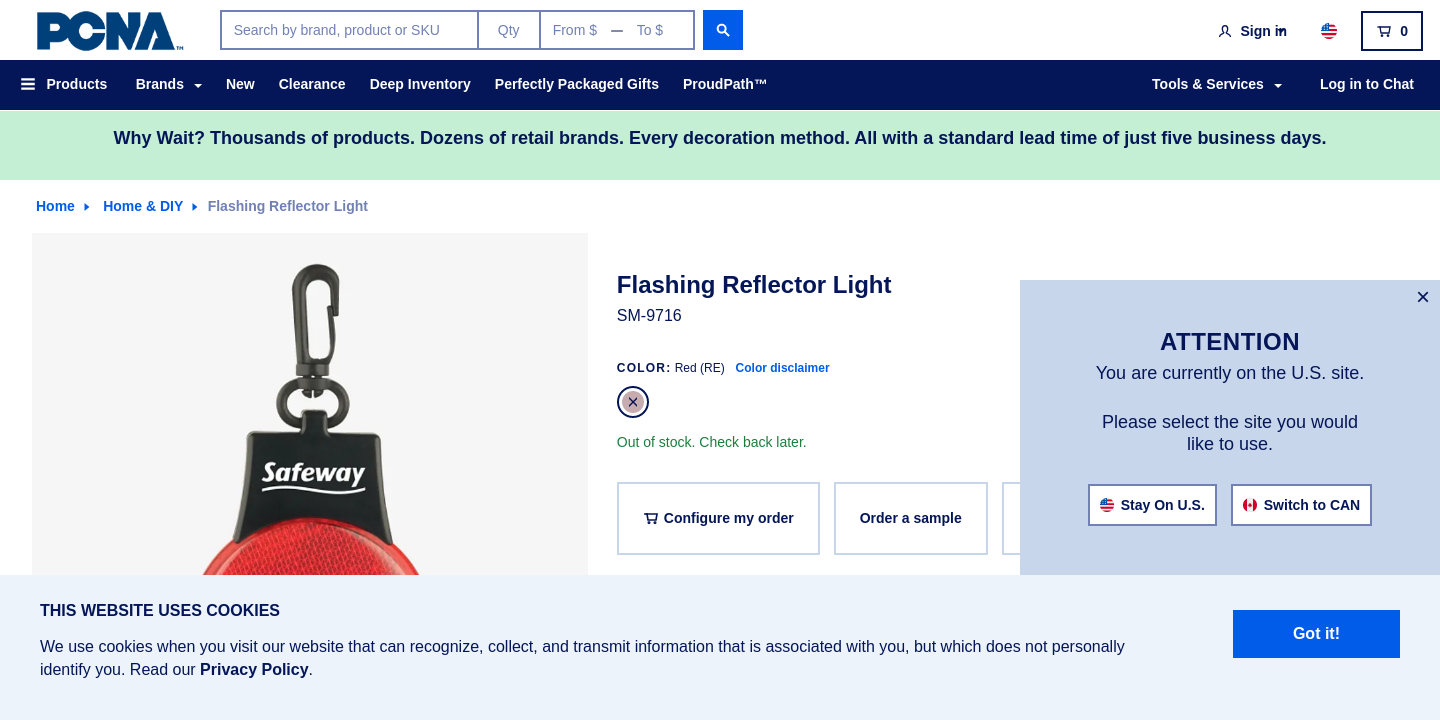 PCNA™
Search by brand, product or SKU
Qty
From $ — To $
Sign in
0
Products
Brands
New
Clearance
Deep Inventory
Perfectly Packaged Gifts
ProudPath™
Tools & Services
Log in to Chat
Why Wait? Thousands of products. Dozens of retail brands. Every decoration method. All with a standard lead time of just five business days.
Home
Home & DIY
Flashing Reflector Light
Safeway
Flashing Reflector Light
SM-9716
COLOR: Red (RE) Color disclaimer
Out of stock. Check back later.
Configure my order
Order a sample
ATTENTION
You are currently on the U.S. site.
Please select the site you would
like to use.
Stay On U.S.
Switch to CAN
THIS WEBSITE USES COOKIES
We use cookies when you visit our website that can recognize, collect, and transmit information that is associated with you, but which does not personally
identify you. Read our Privacy Policy.
Got it!